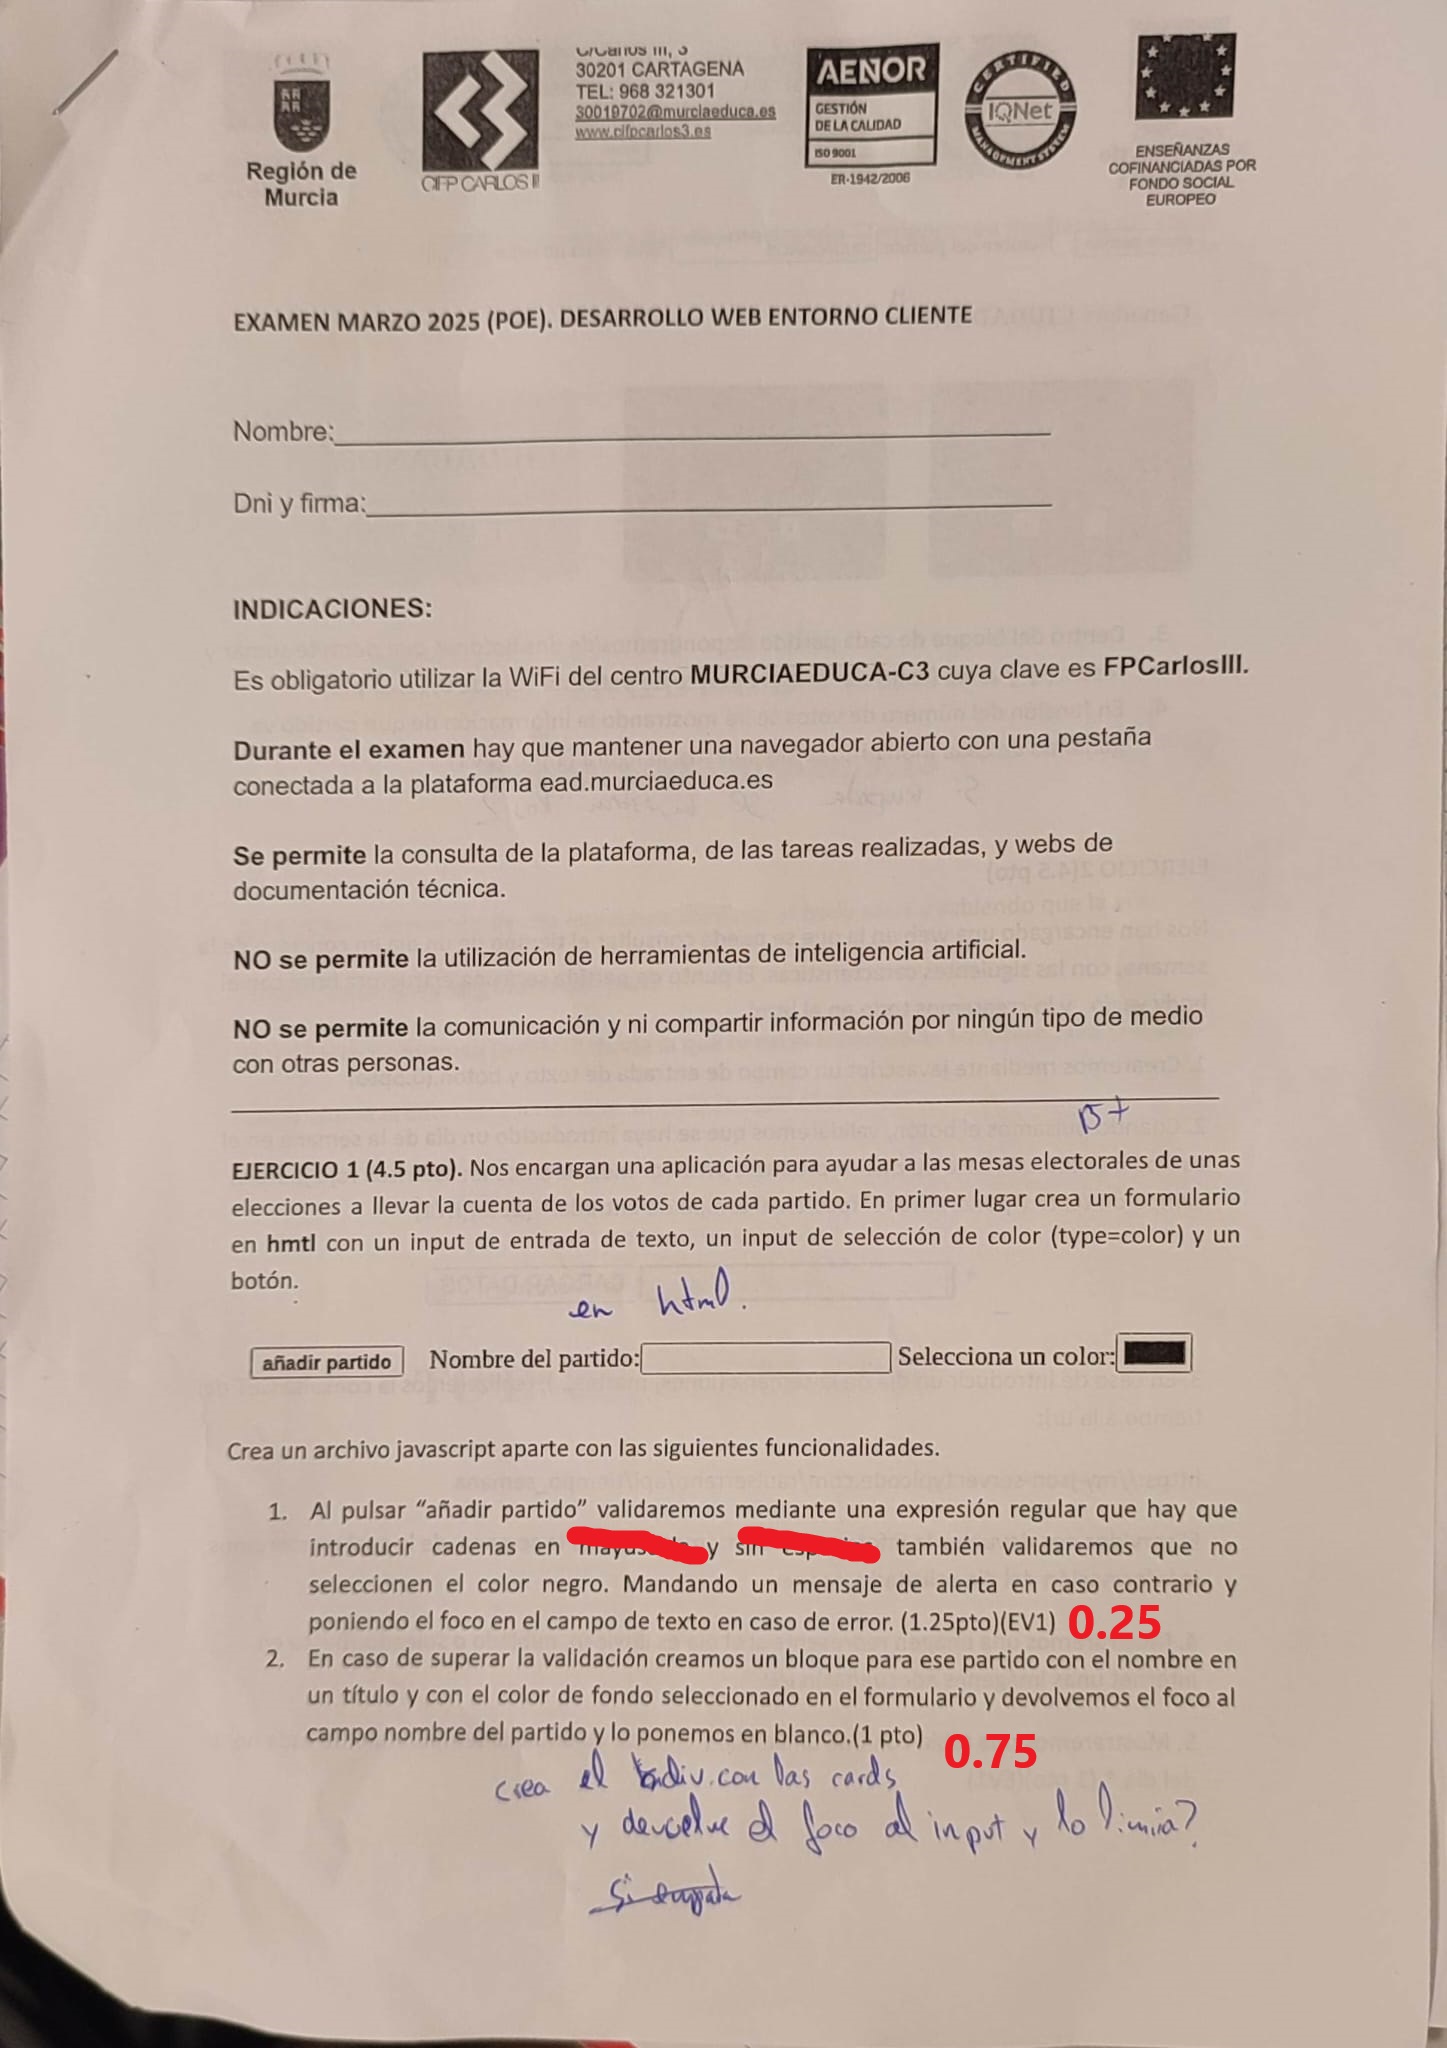 Región de
Murcia
CIFP CARLOS III
C/Carlos III, 3
30201 CARTAGENA
TEL: 968 321301
30019702@murciaeduca.es
www.cifpcarlos3.es
AENOR
GESTIÓN
DE LA CALIDAD
ISO 9001
ER-1942/2006
CERTIFIED
IQNet
MANAGEMENT SYSTEM
ENSEÑANZAS
COFINANCIADAS POR
FONDO SOCIAL
EUROPEO
EXAMEN MARZO 2025 (POE). DESARROLLO WEB ENTORNO CLIENTE
Nombre:
Dni y firma:
INDICACIONES:
Es obligatorio utilizar la WiFi del centro MURCIAEDUCA-C3 cuya clave es FPCarlosIII.
Durante el examen hay que mantener una navegador abierto con una pestaña
conectada a la plataforma ead.murciaeduca.es
Se permite la consulta de la plataforma, de las tareas realizadas, y webs de
documentación técnica.
NO se permite la utilización de herramientas de inteligencia artificial.
NO se permite la comunicación y ni compartir información por ningún tipo de medio
con otras personas.
EJERCICIO 1 (4.5 pto). Nos encargan una aplicación para ayudar a las mesas electorales de unas
elecciones a llevar la cuenta de los votos de cada partido. En primer lugar crea un formulario
en hmtl con un input de entrada de texto, un input de selección de color (type=color) y un
botón.
en html.
añadir partido Nombre del partido: Selecciona un color:
Crea un archivo javascript aparte con las siguientes funcionalidades.
1. Al pulsar “añadir partido” validaremos mediante una expresión regular que hay que
introducir cadenas en y sin también validaremos que no
seleccionen el color negro. Mandando un mensaje de alerta en caso contrario y
poniendo el foco en el campo de texto en caso de error. (1.25pto)(EV1) 0.25
2. En caso de superar la validación creamos un bloque para ese partido con el nombre en
un título y con el color de fondo seleccionado en el formulario y devolvemos el foco al
campo nombre del partido y lo ponemos en blanco.(1 pto) 0.75
crea el div.con las cards
y devuelve el foco al input y lo